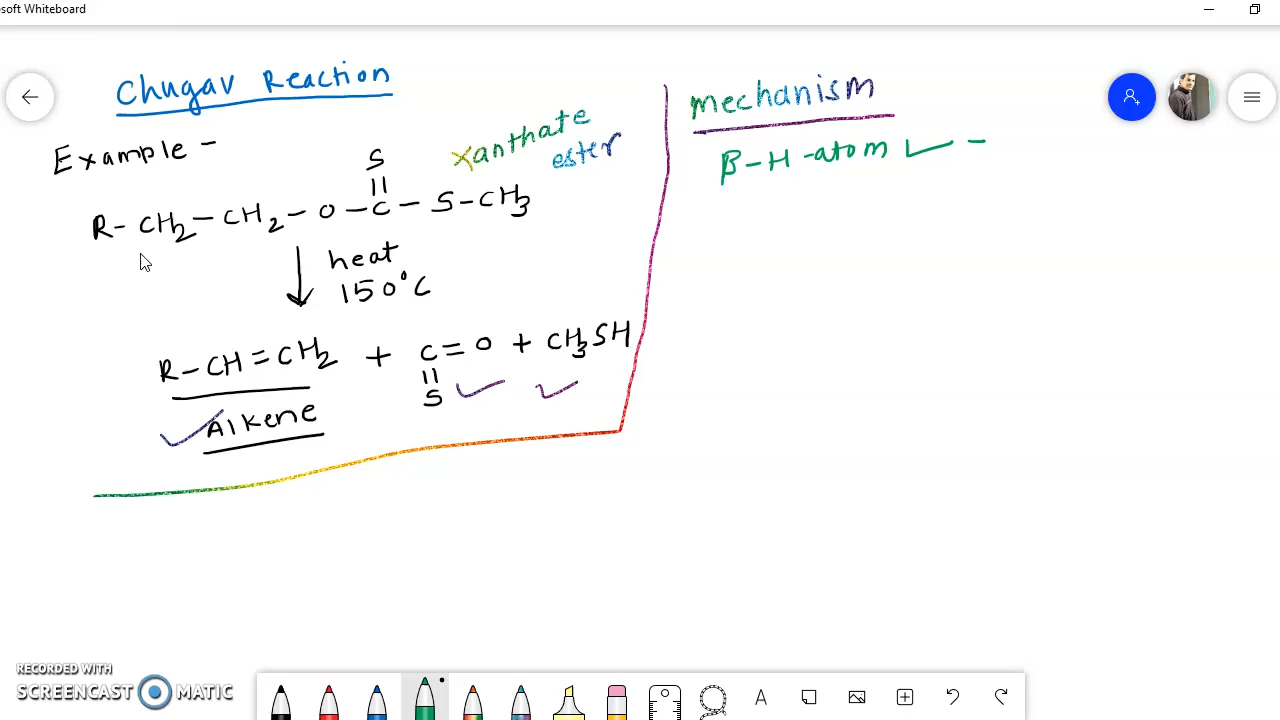 soft Whiteboard
Chugav Reaction
Example -
xanthate
ester
S
||
R - CH2 - CH2 - O - C - S - CH3
heat
150°C
R - CH = CH2 + C = O + CH3SH
||
S
Alkene
mechanism
β - H - atom ✓ -
RECORDED WITH
SCREENCAST MATIC
A